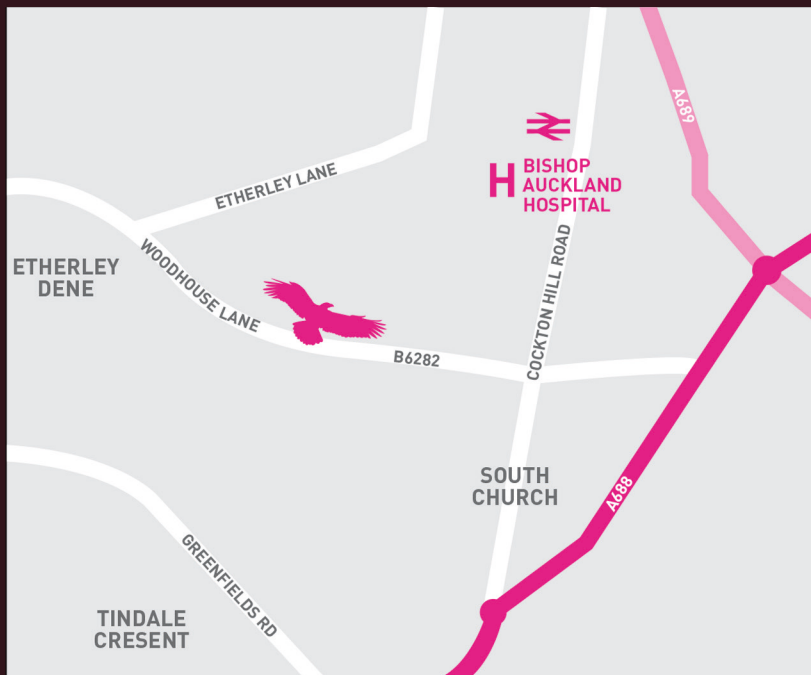 A689
ETHERLEY LANE
H BISHOP
AUCKLAND
HOSPITAL
ETHERLEY
DENE
WOODHOUSE LANE
COCKTON HILL ROAD
B6282
SOUTH
CHURCH
A688
GREENFIELDS RD
TINDALE
CRESENT